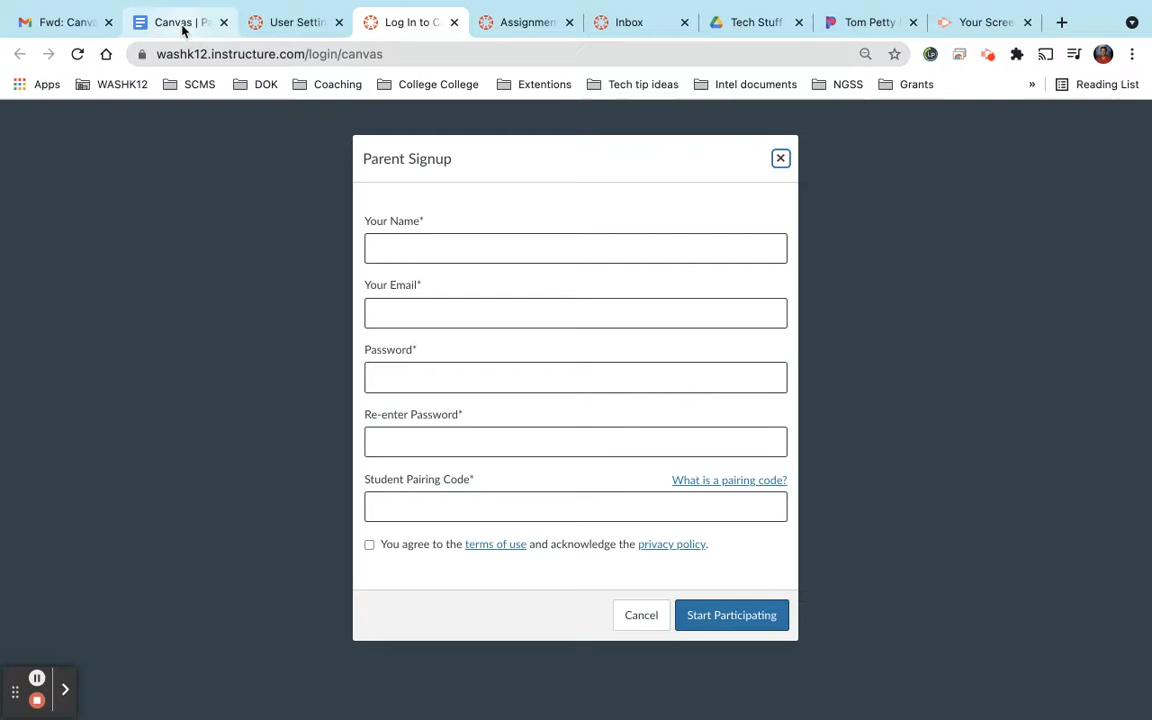 Fwd: Canva
Canvas | Pa
User Settin
Log In to C
Assignmen
Inbox
Tech Stuff
Tom Petty
Your Scree
washk12.instructure.com/login/canvas
Apps
WASHK12
SCMS
DOK
Coaching
College College
Extentions
Tech tip ideas
Intel documents
NGSS
Grants
»
Reading List
Parent Signup
Your Name*
Your Email*
Password*
Re-enter Password*
Student Pairing Code* What is a pairing code?
You agree to the terms of use and acknowledge the privacy policy.
Cancel Start Participating